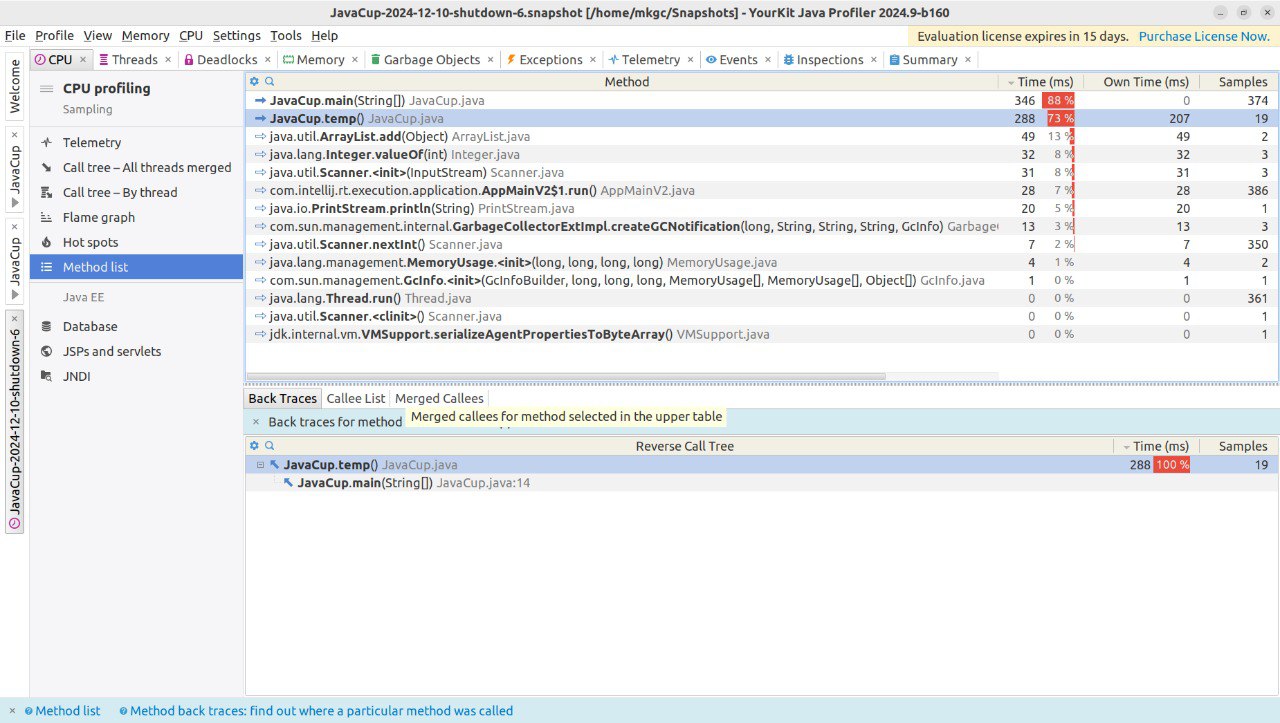 JavaCup-2024-12-10-shutdown-6.snapshot [/home/mkgc/Snapshots] - YourKit Java Profiler 2024.9-b160
File Profile View Memory CPU Settings Tools Help
Evaluation license expires in 15 days. Purchase License Now.
Welcome
JavaCup
JavaCup
JavaCup-2024-12-10-shutdown-6
CPU Threads Deadlocks Memory Garbage Objects Exceptions Telemetry Events Inspections Summary
CPU profiling
Sampling
Telemetry
Call tree – All threads merged
Call tree – By thread
Flame graph
Hot spots
Method list
Java EE
Database
JSPs and servlets
JNDI
Method Time (ms) Own Time (ms) Samples
JavaCup.main(String[]) JavaCup.java 346 88 % 0 374
JavaCup.temp() JavaCup.java 288 73 % 207 19
java.util.ArrayList.add(Object) ArrayList.java 49 13 % 49 2
java.lang.Integer.valueOf(int) Integer.java 32 8 % 32 3
java.util.Scanner.<init>(InputStream) Scanner.java 31 8 % 31 3
com.intellij.rt.execution.application.AppMainV2$1.run() AppMainV2.java 28 7 % 28 386
java.io.PrintStream.println(String) PrintStream.java 20 5 % 20 1
com.sun.management.internal.GarbageCollectorExtImpl.createGCNotification(long, String, String, String, GcInfo) Garbage 13 3 % 13 3
java.util.Scanner.nextInt() Scanner.java 7 2 % 7 350
java.lang.management.MemoryUsage.<init>(long, long, long, long) MemoryUsage.java 4 1 % 4 2
com.sun.management.GcInfo.<init>(GcInfoBuilder, long, long, long, MemoryUsage[], MemoryUsage[], Object[]) GcInfo.java 1 0 % 1 1
java.lang.Thread.run() Thread.java 0 0 % 0 361
java.util.Scanner.<clinit>() Scanner.java 0 0 % 0 1
jdk.internal.vm.VMSupport.serializeAgentPropertiesToByteArray() VMSupport.java 0 0 % 0 1
Back Traces Callee List Merged Callees
Merged callees for method selected in the upper table
Back traces for method
Reverse Call Tree Time (ms) Samples
JavaCup.temp() JavaCup.java 288 100 % 19
JavaCup.main(String[]) JavaCup.java:14
Method list Method back traces: find out where a particular method was called